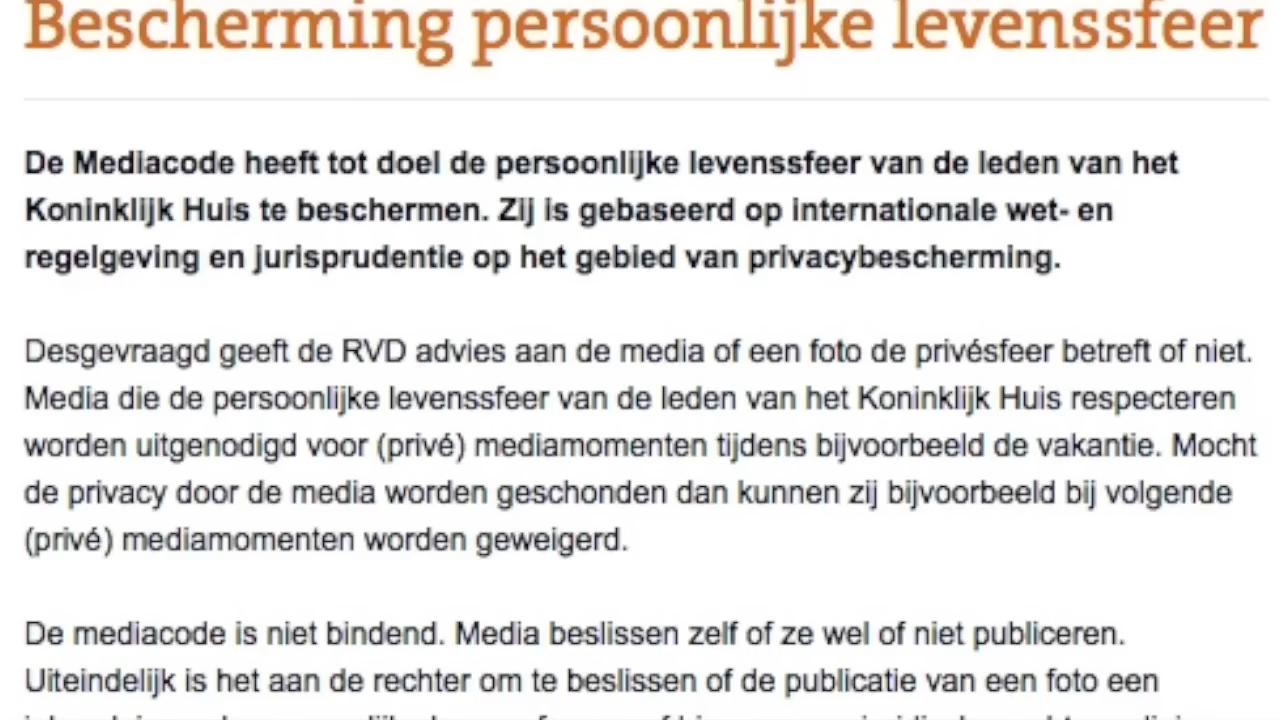 Bescherming persoonlijke levenssfeer
De Mediacode heeft tot doel de persoonlijke levenssfeer van de leden van het
Koninklijk Huis te beschermen. Zij is gebaseerd op internationale wet- en
regelgeving en jurisprudentie op het gebied van privacybescherming.
Desgevraagd geeft de RVD advies aan de media of een foto de privésfeer betreft of niet.
Media die de persoonlijke levenssfeer van de leden van het Koninklijk Huis respecteren
worden uitgenodigd voor (privé) mediamomenten tijdens bijvoorbeeld de vakantie. Mocht
de privacy door de media worden geschonden dan kunnen zij bijvoorbeeld bij volgende
(privé) mediamomenten worden geweigerd.
De mediacode is niet bindend. Media beslissen zelf of ze wel of niet publiceren.
Uiteindelijk is het aan de rechter om te beslissen of de publicatie van een foto een